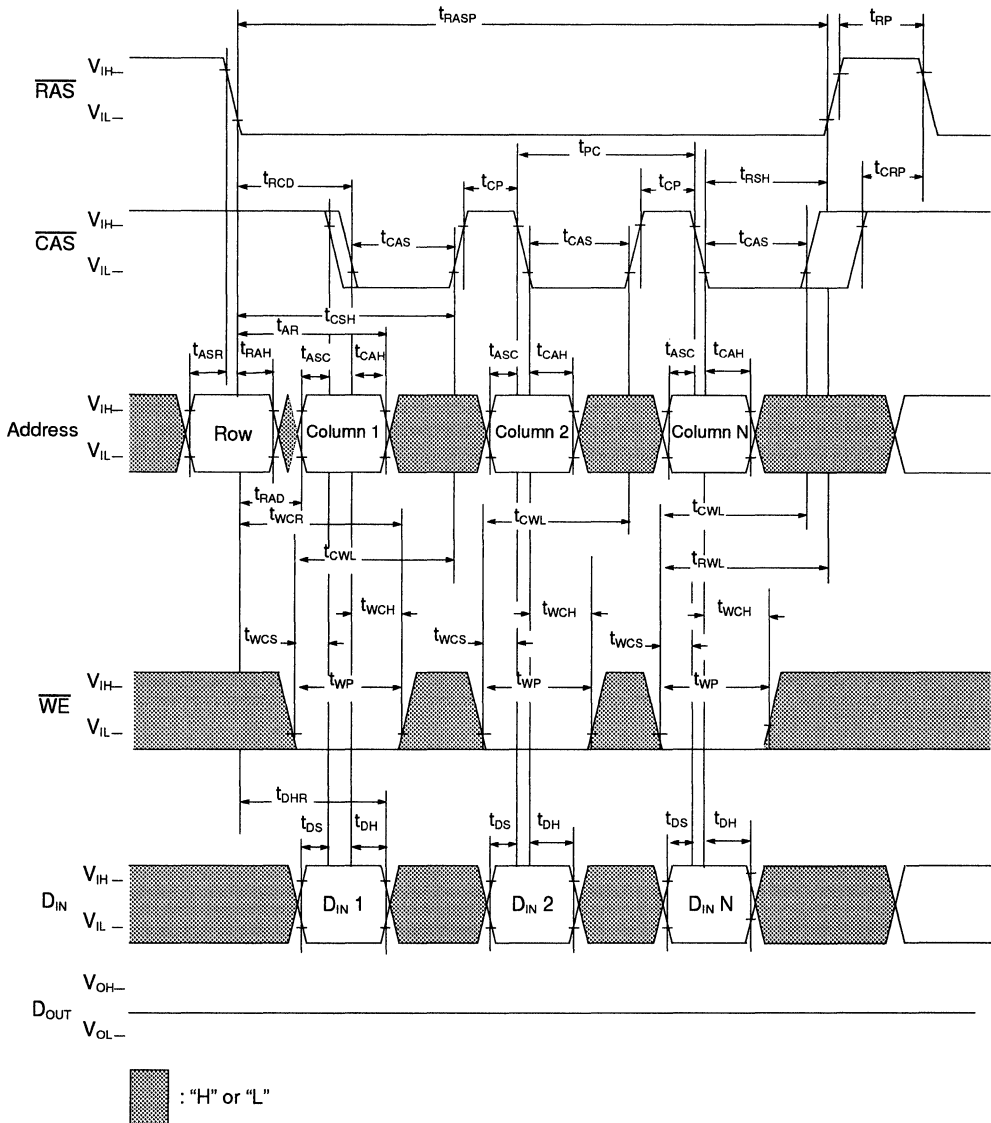 tRASP
tRP
RAS
VIH
VIL
tPC
tRCD
tCP
tCP
tRSH
tCRP
CAS
VIH
VIL
tCAS
tCAS
tCAS
tCSH
tAR
tASR
tRAH
tASC
tCAH
tASC
tCAH
tASC
tCAH
Address
VIH
VIL
Row
Column 1
Column 2
Column N
tRAD
tWCR
tCWL
tCWL
tCWL
tRWL
tWCH
tWCH
tWCH
tWCS
tWCS
tWCS
WE
VIH
VIL
tWP
tWP
tWP
tDHR
tDS
tDH
tDS
tDH
tDS
tDH
DIN
VIH
VIL
DIN 1
DIN 2
DIN N
DOUT
VOH
VOL
: “H” or “L”